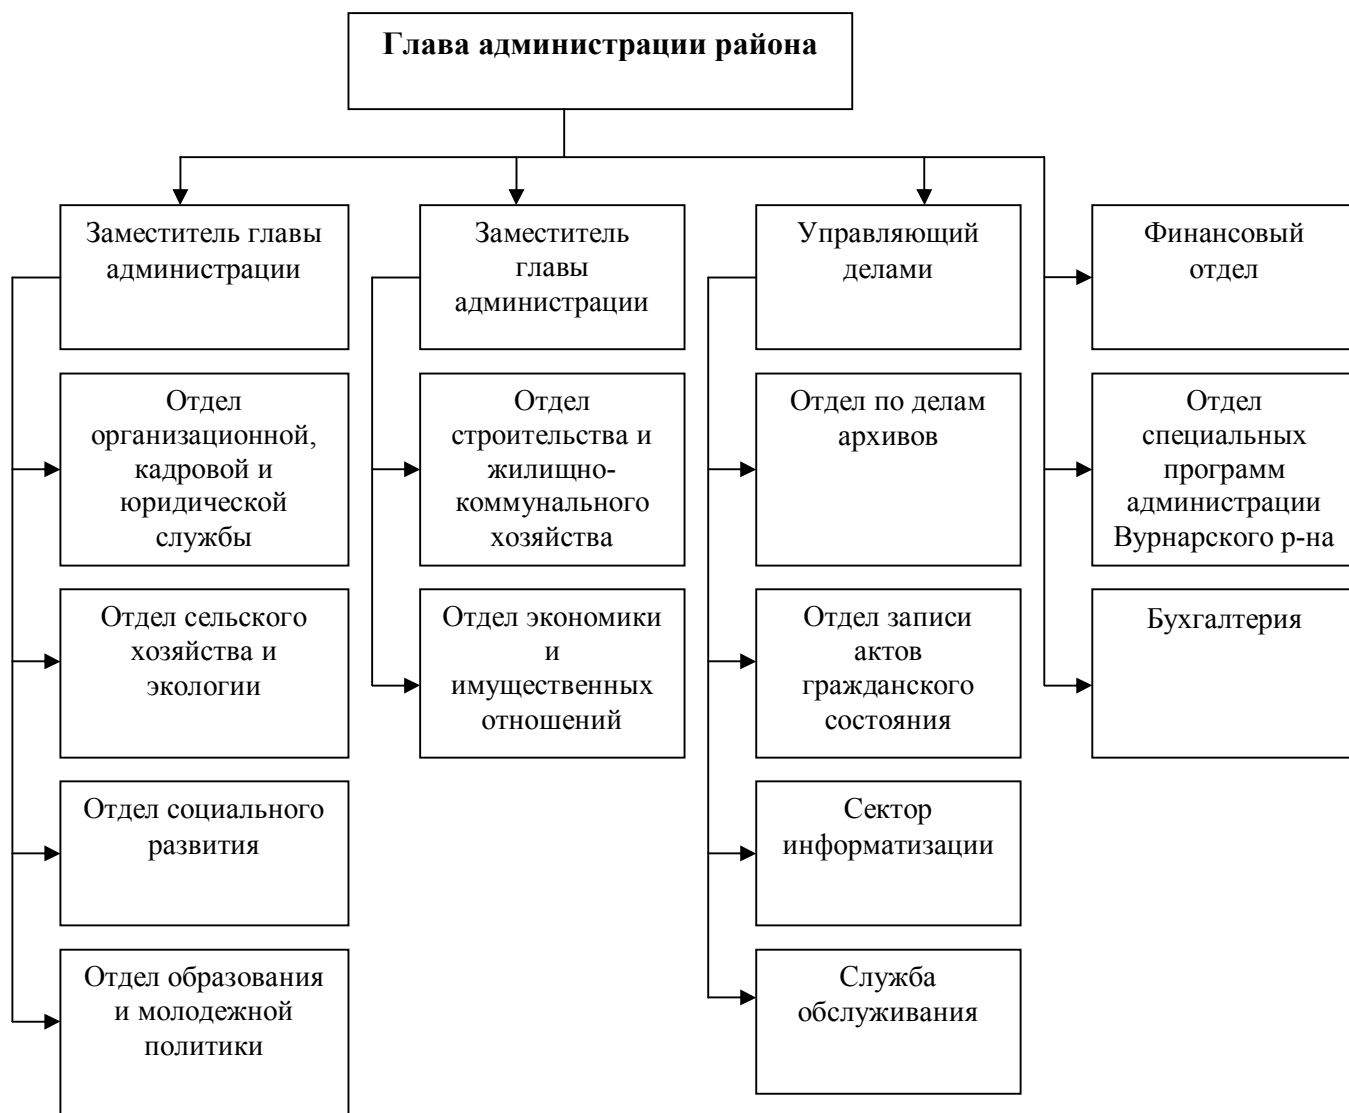 Глава администрации района
Заместитель главы
администрации
Заместитель
главы
администрации
Управляющий
делами
Финансовый
отдел
Отдел
организационной,
кадровой и
юридической
службы
Отдел
строительства и
жилищно-
коммунального
хозяйства
Отдел по делам
архивов
Отдел
специальных
программ
администрации
Вурнарского р-на
Отдел сельского
хозяйства и
экологии
Отдел экономики
и
имущественных
отношений
Отдел записи
актов
гражданского
состояния
Бухгалтерия
Отдел социального
развития
Сектор
информатизации
Отдел образования
и молодежной
политики
Служба
обслуживания